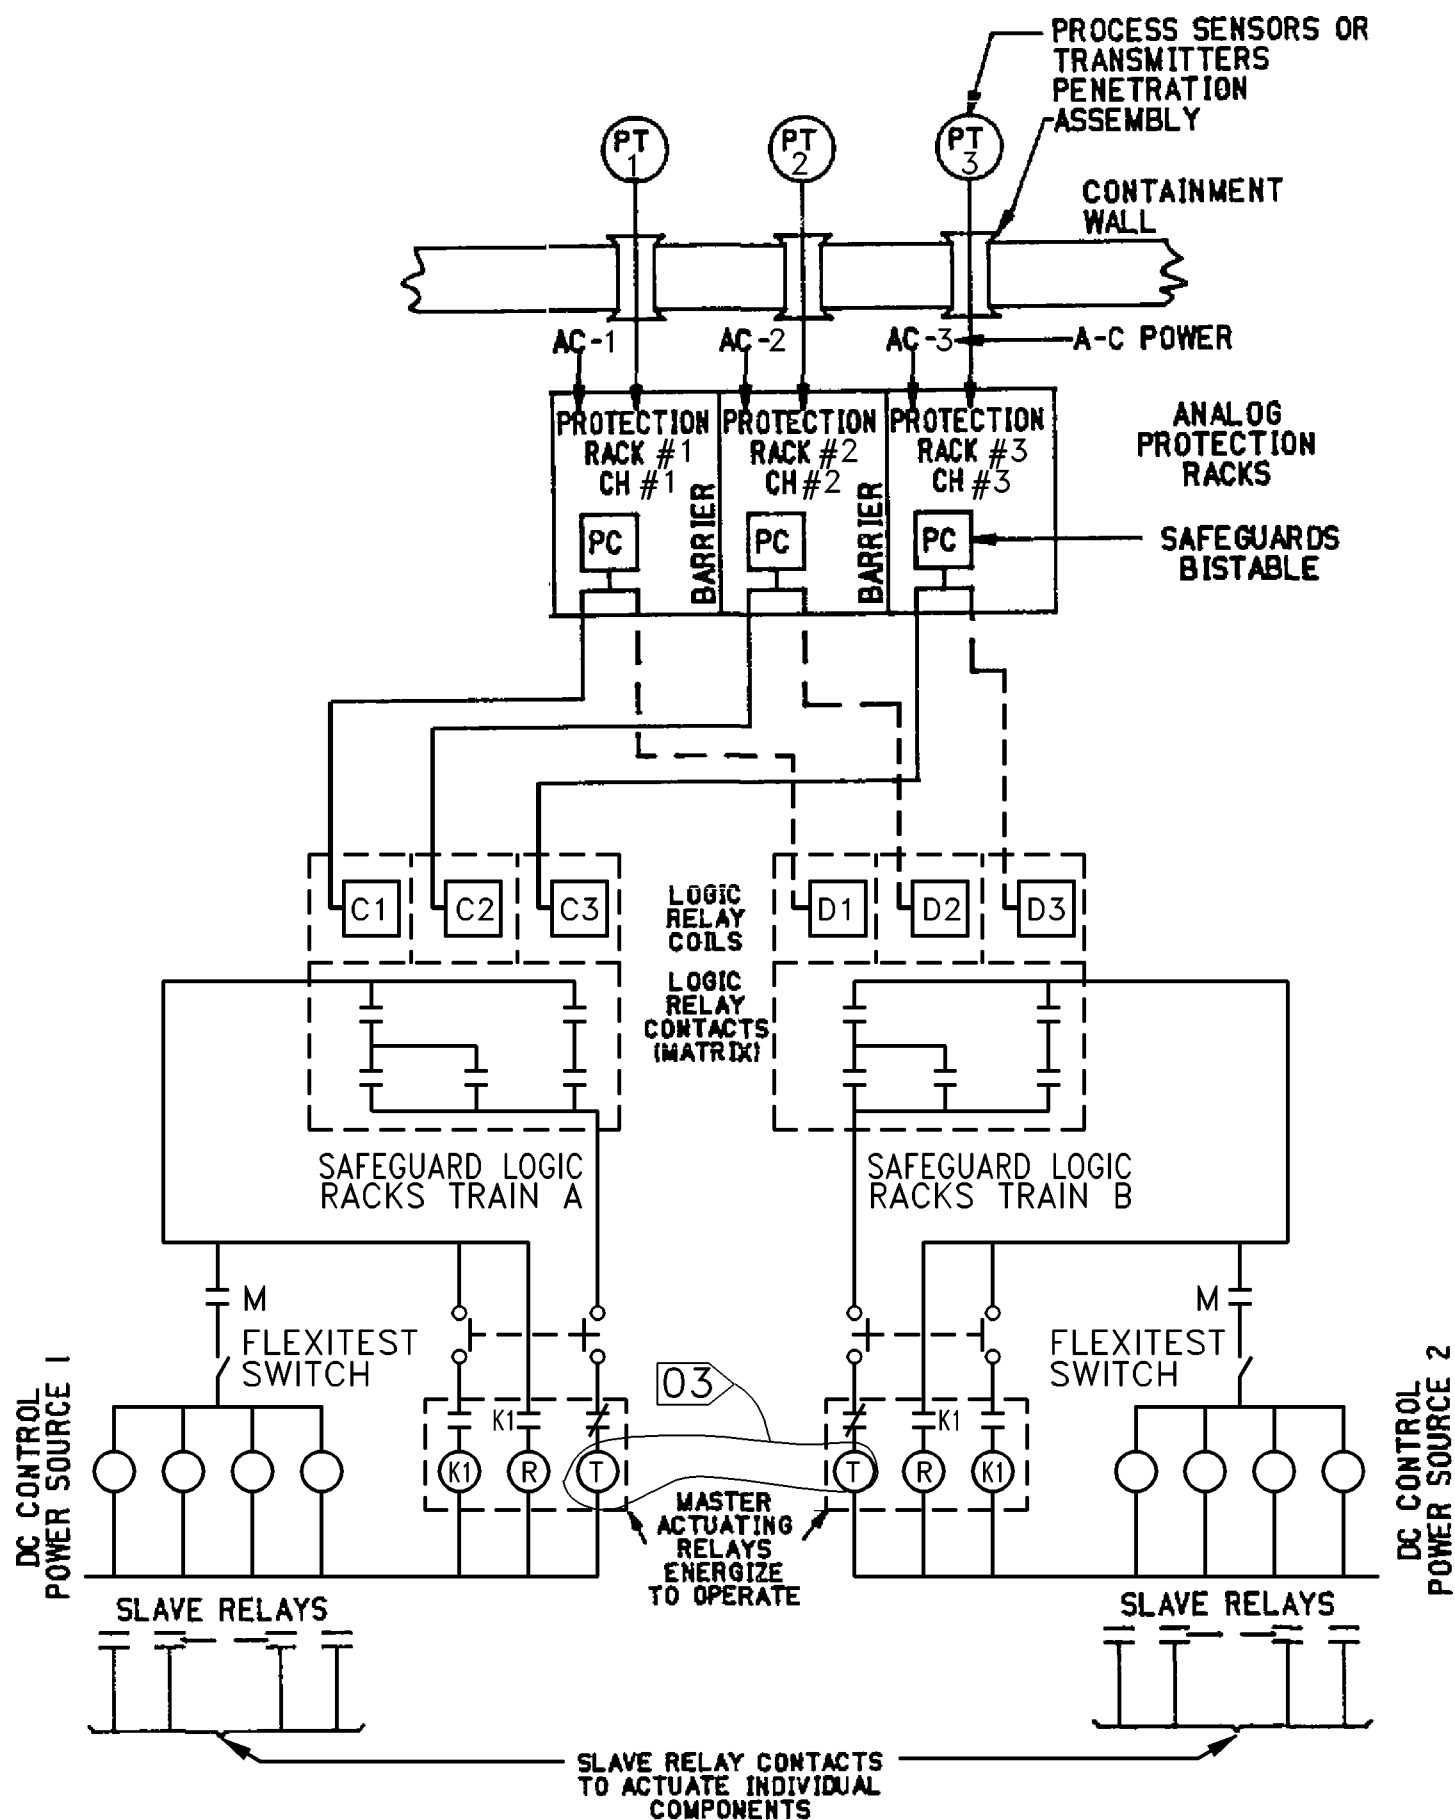 PROCESS SENSORS OR
TRANSMITTERS
PENETRATION
ASSEMBLY
PT
1
PT
2
PT
3
CONTAINMENT
WALL
AC-1
AC-2
AC-3
A-C POWER
PROTECTION
RACK #1
CH #1
PROTECTION
RACK #2
CH #2
PROTECTION
RACK #3
CH #3
ANALOG
PROTECTION
RACKS
BARRIER
BARRIER
PC
PC
PC
SAFEGUARDS
BISTABLE
C1
C2
C3
LOGIC
RELAY
COILS
D1
D2
D3
LOGIC
RELAY
CONTACTS
(MATRIX)
SAFEGUARD LOGIC
RACKS TRAIN A
SAFEGUARD LOGIC
RACKS TRAIN B
M
FLEXITEST
SWITCH
M
FLEXITEST
SWITCH
03
DC CONTROL
POWER SOURCE 1
DC CONTROL
POWER SOURCE 2
K1
K1
K1
R
T
T
R
K1
MASTER
ACTUATING
RELAYS
ENERGIZE
TO OPERATE
SLAVE RELAYS
SLAVE RELAYS
SLAVE RELAY CONTACTS
TO ACTUATE INDIVIDUAL
COMPONENTS